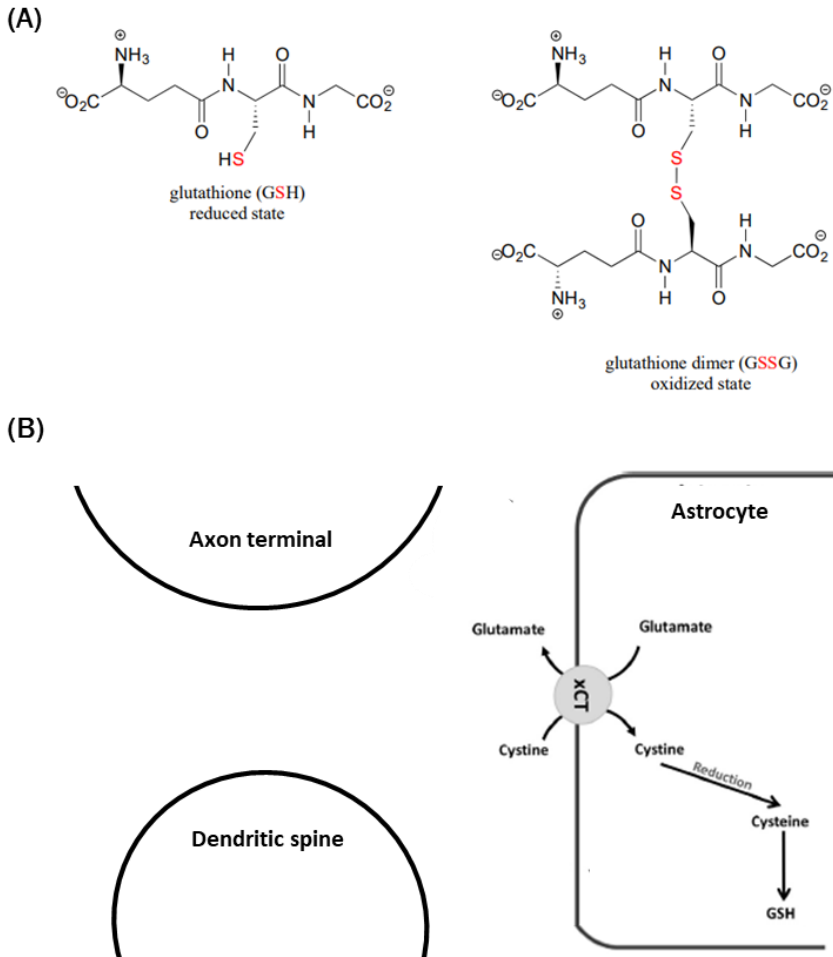 (A)
⊕
NH3
H
N
O
⊖O2C
N
H
CO2⊖
O
HS
glutathione (GSH)
reduced state
⊕
NH3
H
N
O
⊖O2C
N
H
CO2⊖
O
S
S
O
H
N
⊖O2C
CO2⊖
N
H
O
NH3
⊕
glutathione dimer (GSSG)
oxidized state
(B)
Axon terminal
Astrocyte
Glutamate
Glutamate
xCT
Cystine
Cystine
Reduction
Cysteine
GSH
Dendritic spine